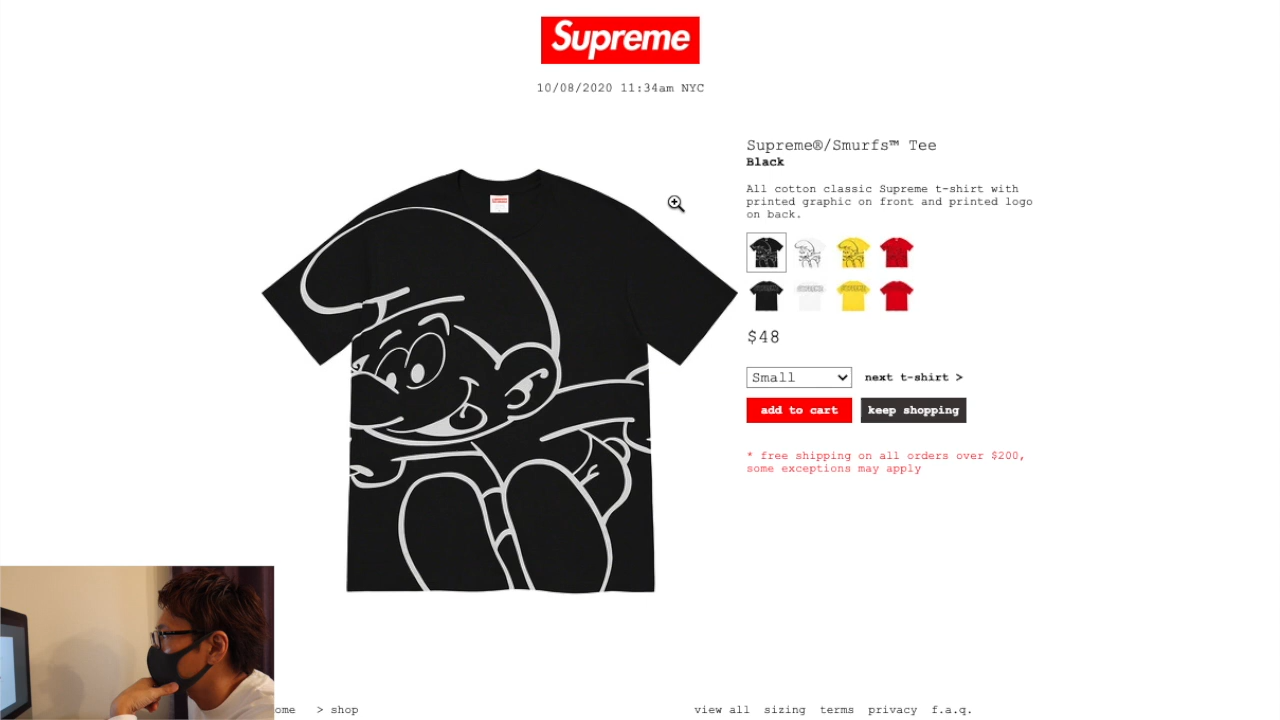 Supreme
10/08/2020 11:34am NYC
Supreme®/Smurfs™ Tee
Black
All cotton classic Supreme t-shirt with
printed graphic on front and printed logo
on back.
$48
Small
next t-shirt >
add to cart
keep shopping
* free shipping on all orders over $200,
some exceptions may apply
> shop
view all
sizing
terms
privacy
f.a.q.